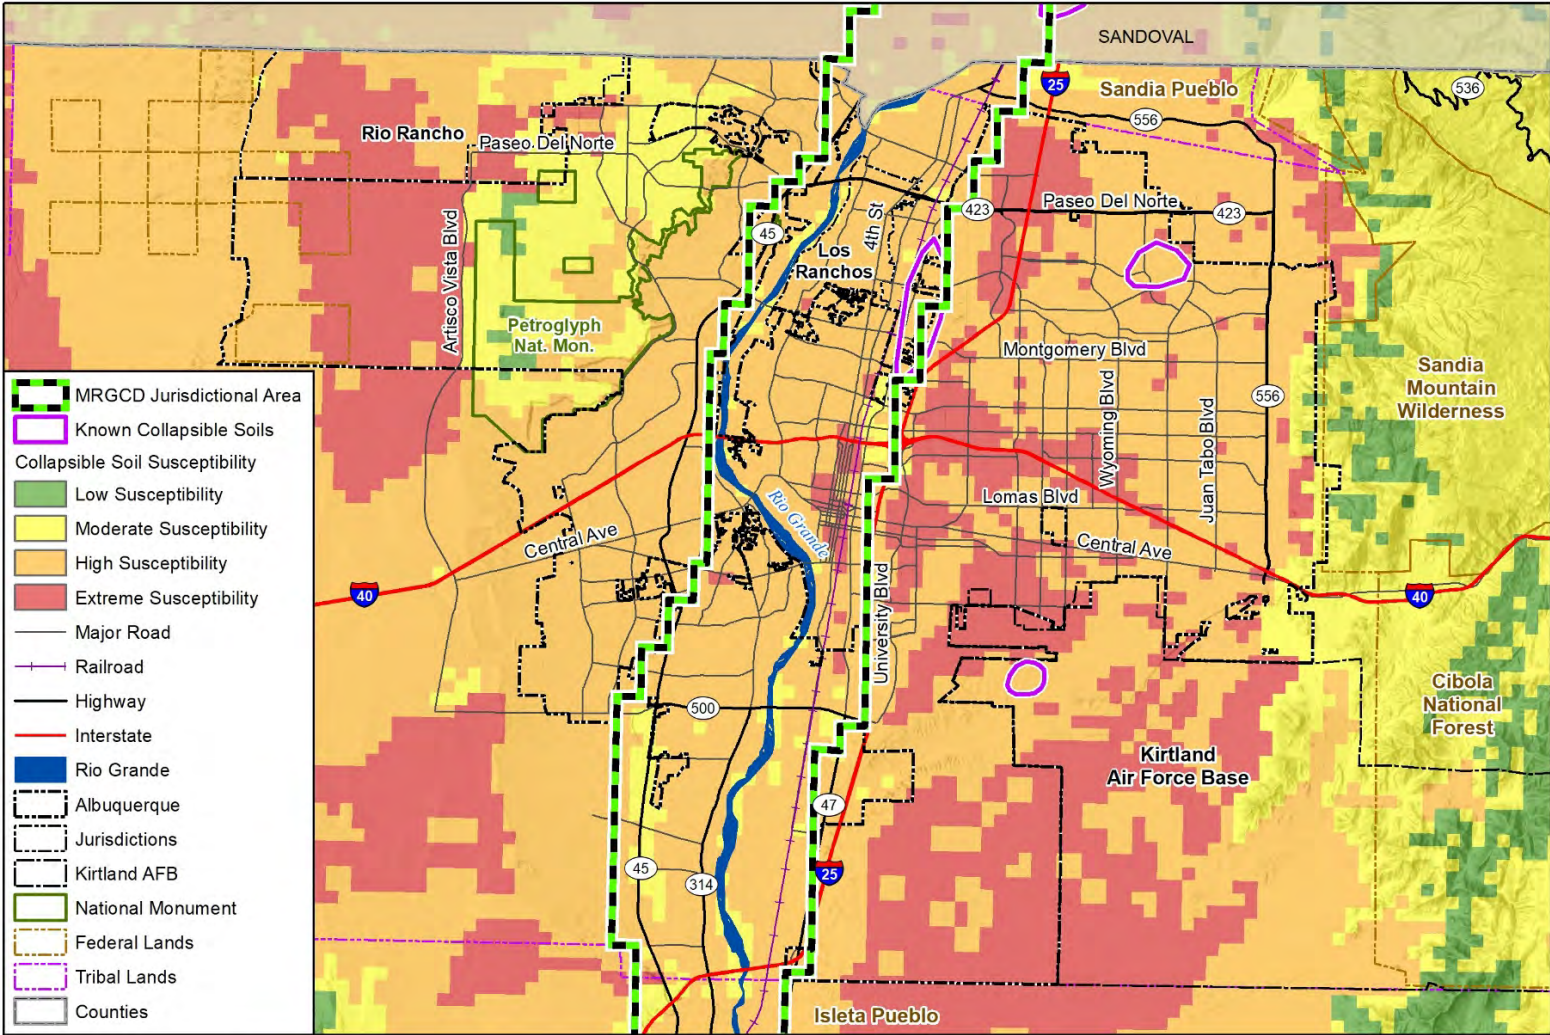 SANDOVAL
536
25
Sandia Pueblo
556
Rio Rancho
Paseo Del Norte
Paseo Del Norte
423
423
45
4th St
Los
Ranchos
Artisco Vista Blvd
Petroglyph
Nat. Mon.
Montgomery Blvd
Sandia
Mountain
Wilderness
556
Wyoming Blvd
Juan Tabo Blvd
Lomas Blvd
Rio Grande
Central Ave
Central Ave
40
40
University Blvd
500
Cibola
National
Forest
Kirtland
Air Force Base
47
45
314
25
Isleta Pueblo
MRGCD Jurisdictional Area
Known Collapsible Soils
Collapsible Soil Susceptibility
Low Susceptibility
Moderate Susceptibility
High Susceptibility
Extreme Susceptibility
Major Road
Railroad
Highway
Interstate
Rio Grande
Albuquerque
Jurisdictions
Kirtland AFB
National Monument
Federal Lands
Tribal Lands
Counties